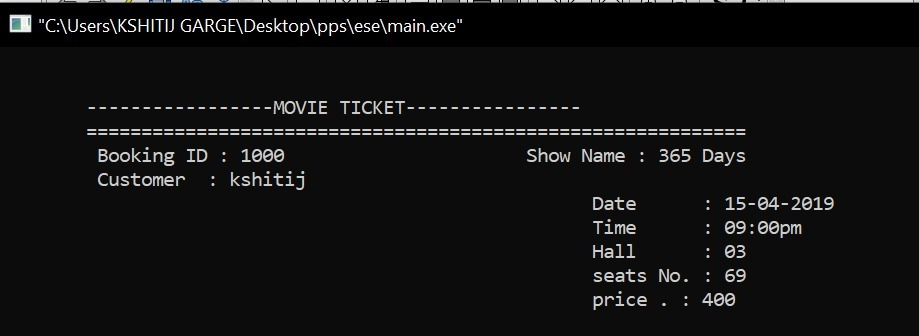 "C:\Users\KSHITIJ GARGE\Desktop\pps\ese\main.exe"
-----------------MOVIE TICKET----------------
============================================================
Booking ID : 1000                      Show Name : 365 Days
Customer  : kshitij
Date      : 15-04-2019
Time      : 09:00pm
Hall      : 03
seats No. : 69
price . : 400